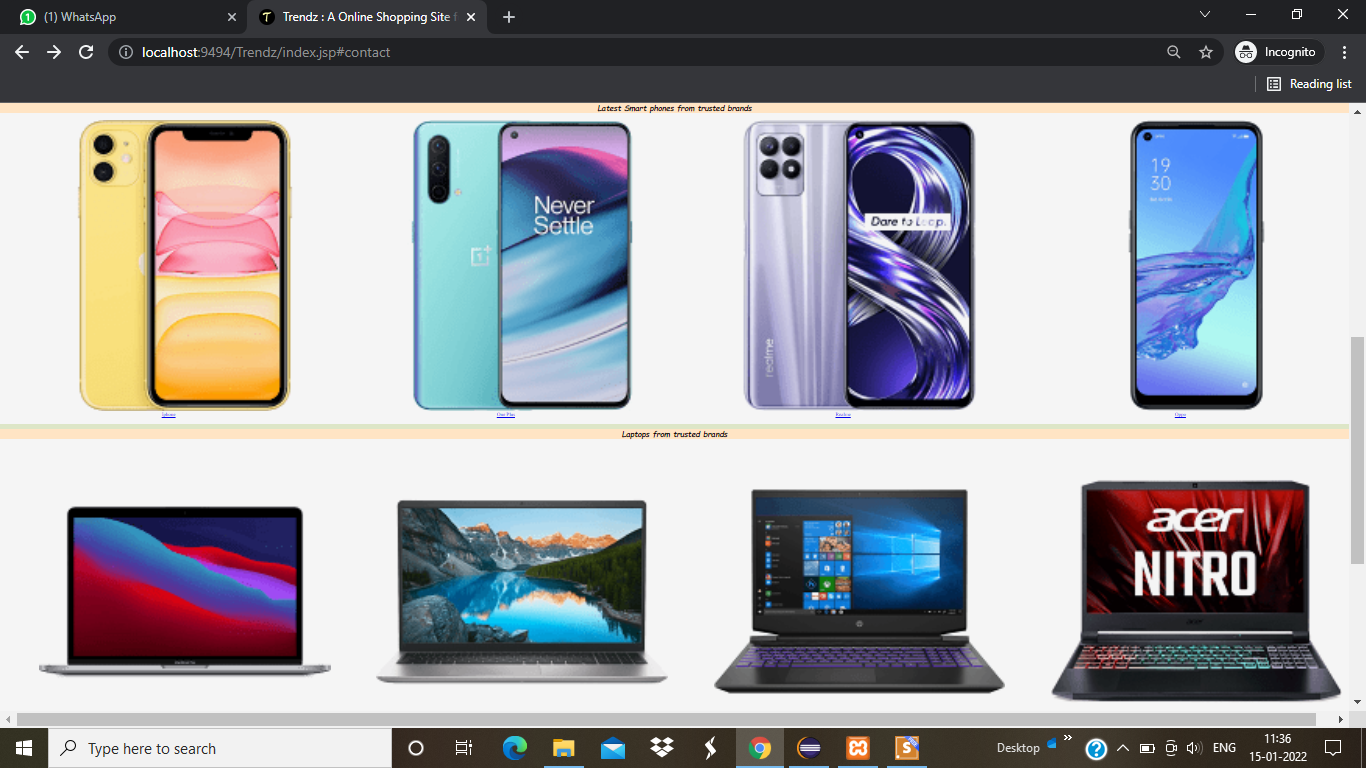 (1) WhatsApp
Trendz : A Online Shopping Site f
localhost:9494/Trendz/index.jsp#contact
Incognito
Reading list
Latest Smart phones from trusted brands
Never
Settle
Dare to Leap.
realme
19
30
Iphone
One Plus
Realme
Oppo
Laptops from trusted brands
acer
NITRO
acer
Type here to search
Desktop
ENG
11:36
15-01-2022